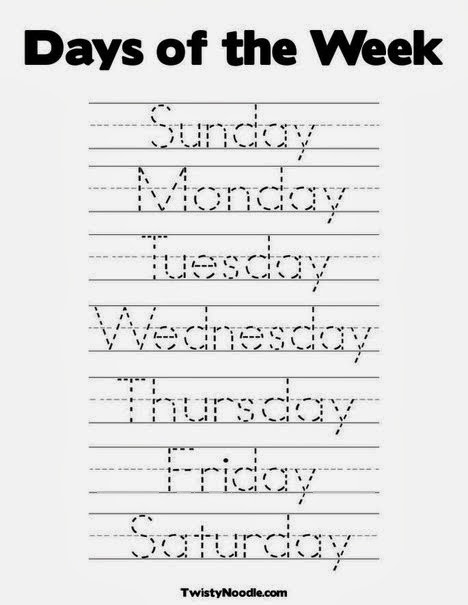 Days of the Week
Sunday
Monday
Tuesday
Wednesday
Thursday
Friday
Saturday
TwistyNoodle.com